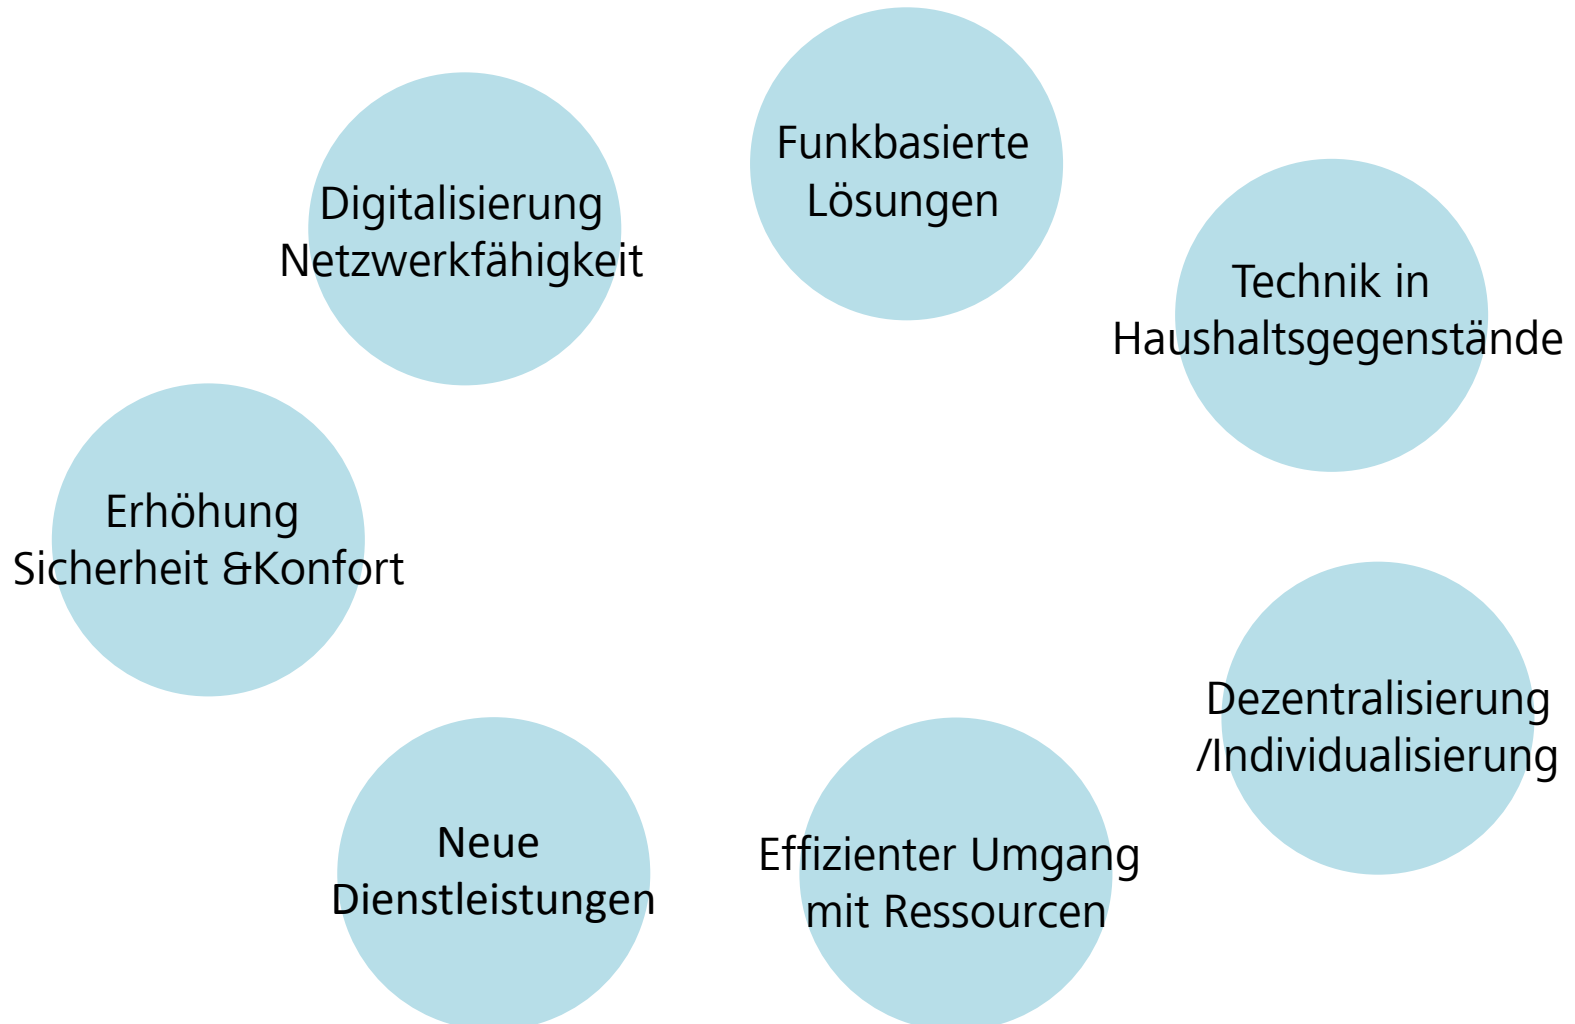 Funkbasierte
Lösungen
Digitalisierung
Netzwerkfähigkeit
Technik in
Haushaltsgegenstände
Erhöhung
Sicherheit &Konfort
Dezentralisierung
/Individualisierung
Neue
Dienstleistungen
Effizienter Umgang
mit Ressourcen